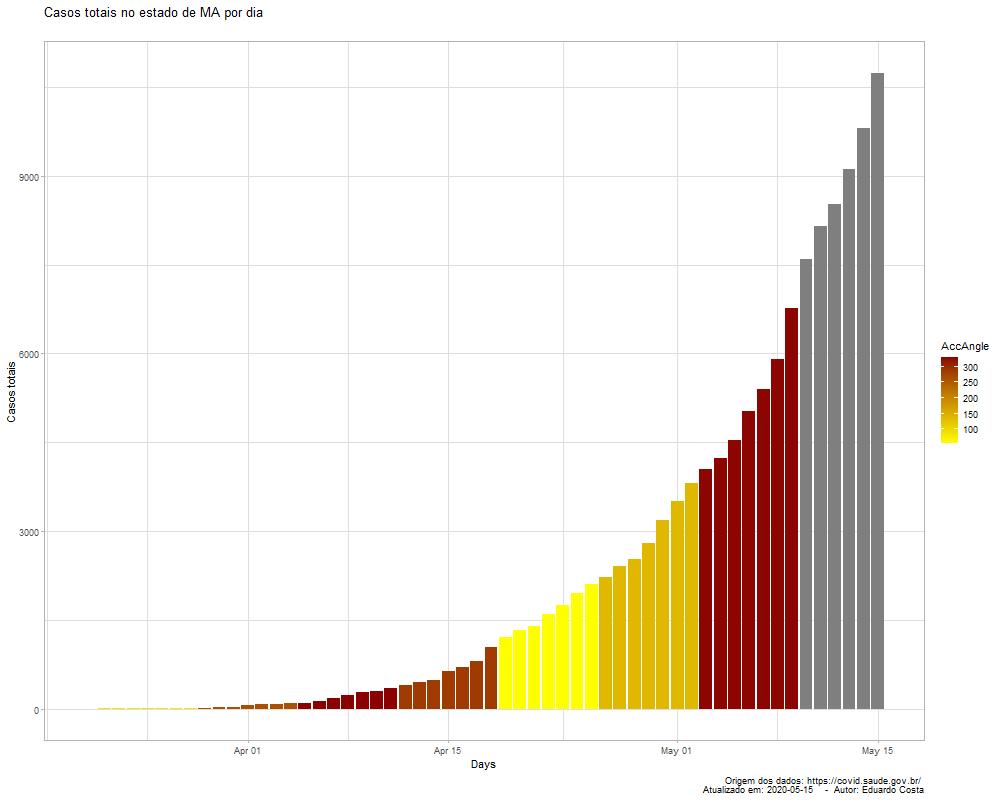 Casos totais no estado de MA por dia
Casos totais
9000
6000
3000
0
Apr 01
Apr 15
May 01
May 15
Days
AccAngle
300
250
200
150
100
Origem dos dados: https://covid.saude.gov.br/
Atualizado em: 2020-05-15 - Autor: Eduardo Costa